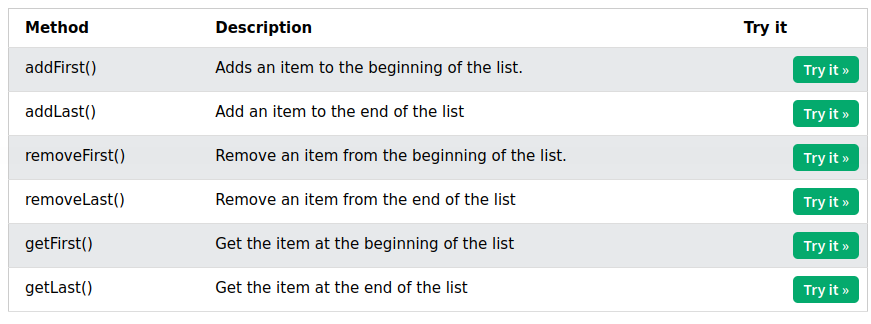 Method Description Try it
addFirst() Adds an item to the beginning of the list. Try it »
addLast() Add an item to the end of the list Try it »
removeFirst() Remove an item from the beginning of the list. Try it »
removeLast() Remove an item from the end of the list Try it »
getFirst() Get the item at the beginning of the list Try it »
getLast() Get the item at the end of the list Try it »